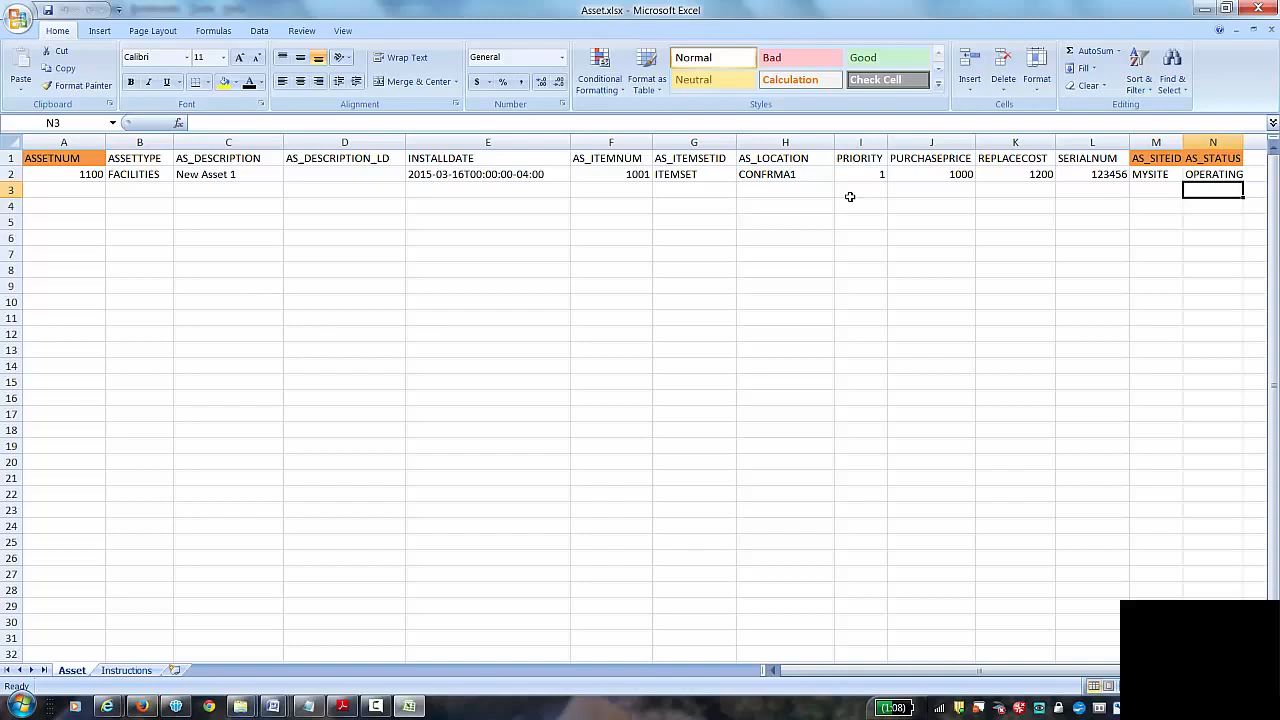 Asset.xlsx - Microsoft Excel
Home Insert Page Layout Formulas Data Review View
Paste Cut Calibri 11 Wrap Text General Conditional Formatting Format as Table Normal Bad Good Insert Delete Format AutoSum Sort & Filter Find & Select
Copy Fill
Format Painter B I U Merge & Center $ % , Neutral Calculation Check Cell Clear
Clipboard Font Alignment Number Styles Cells Editing
N3 fx
A B C D E F G H I J K L M N
1 ASSETNUM ASSETTYPE AS_DESCRIPTION AS_DESCRIPTION_LD INSTALLDATE AS_ITEMNUM AS_ITEMSETID AS_LOCATION PRIORITY PURCHASEPRICE REPLACECOST SERIALNUM AS_SITEID AS_STATUS
2 1100 FACILITIES New Asset 1 2015-03-16T00:00:00-04:00 1001 ITEMSET CONFRMA1 1 1000 1200 123456 MYSITE OPERATING
3
4
5
6
7
8
9
10
11
12
13
14
15
16
17
18
19
20
21
22
23
24
25
26
27
28
29
30
31
32
Asset Instructions
Ready
(1:08)